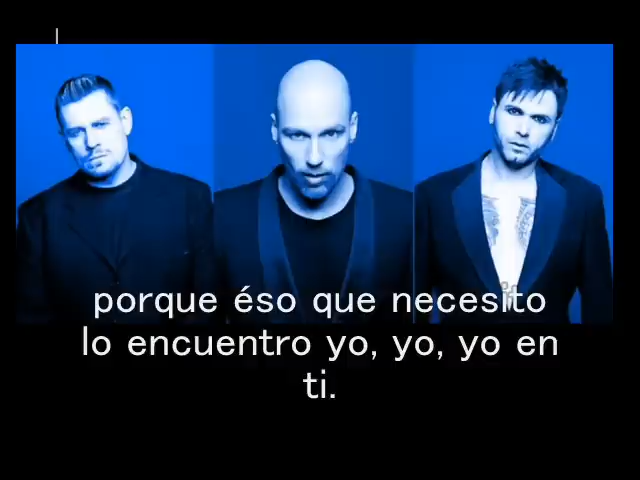 porque éso que necesito
lo encuentro yo, yo, yo en
ti.